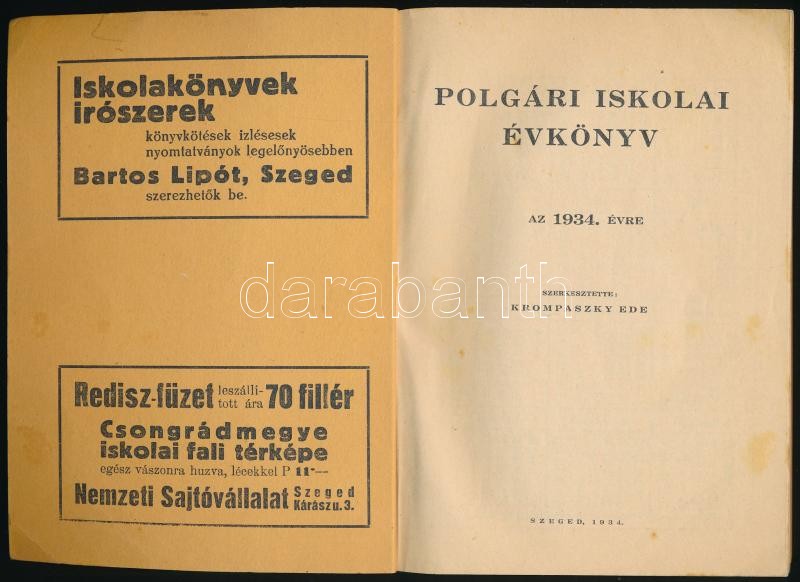 Iskolakönyvek
irószerek
könyvkötések izlésesek
nyomtatványok legelőnyösebben
Bartos Lipót, Szeged
szerezhetők be.
Redisz-füzet leszálli-
tott ára 70 fillér
Csongrádmegye
iskolai fali térképe
egész vászonra huzva, lécekkel P 11·—
Nemzeti Sajtóvállalat Szeged
Kárász u. 3.
POLGÁRI ISKOLAI
ÉVKÖNYV
AZ 1934. ÉVRE
SZERKESZTETTE:
KROMPASZKY EDE
SZEGED, 1934.
darabanth